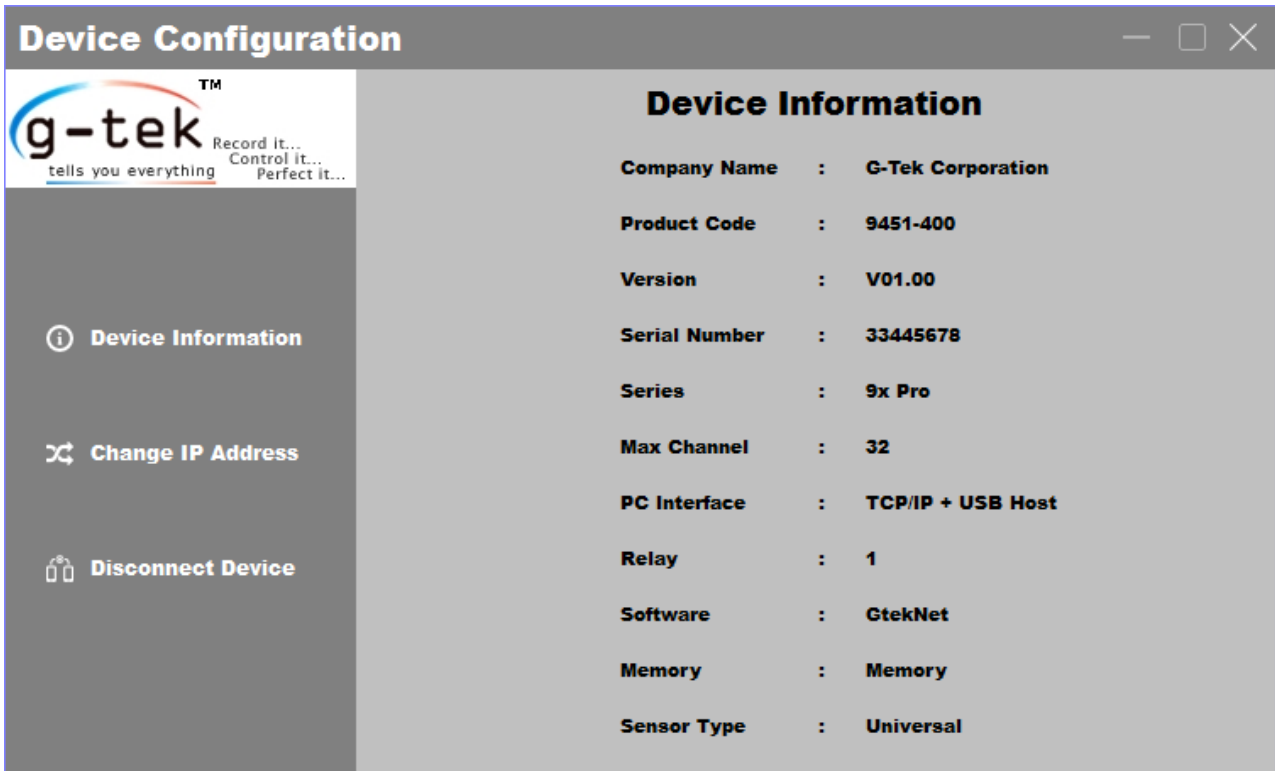 Device Configuration
TM
g-tek
Record it...
Control it...
tells you everything
Perfect it...
Device Information
Change IP Address
Disconnect Device
Device Information
Company Name : G-Tek Corporation
Product Code : 9451-400
Version : V01.00
Serial Number : 33445678
Series : 9x Pro
Max Channel : 32
PC Interface : TCP/IP + USB Host
Relay : 1
Software : GtekNet
Memory : Memory
Sensor Type : Universal